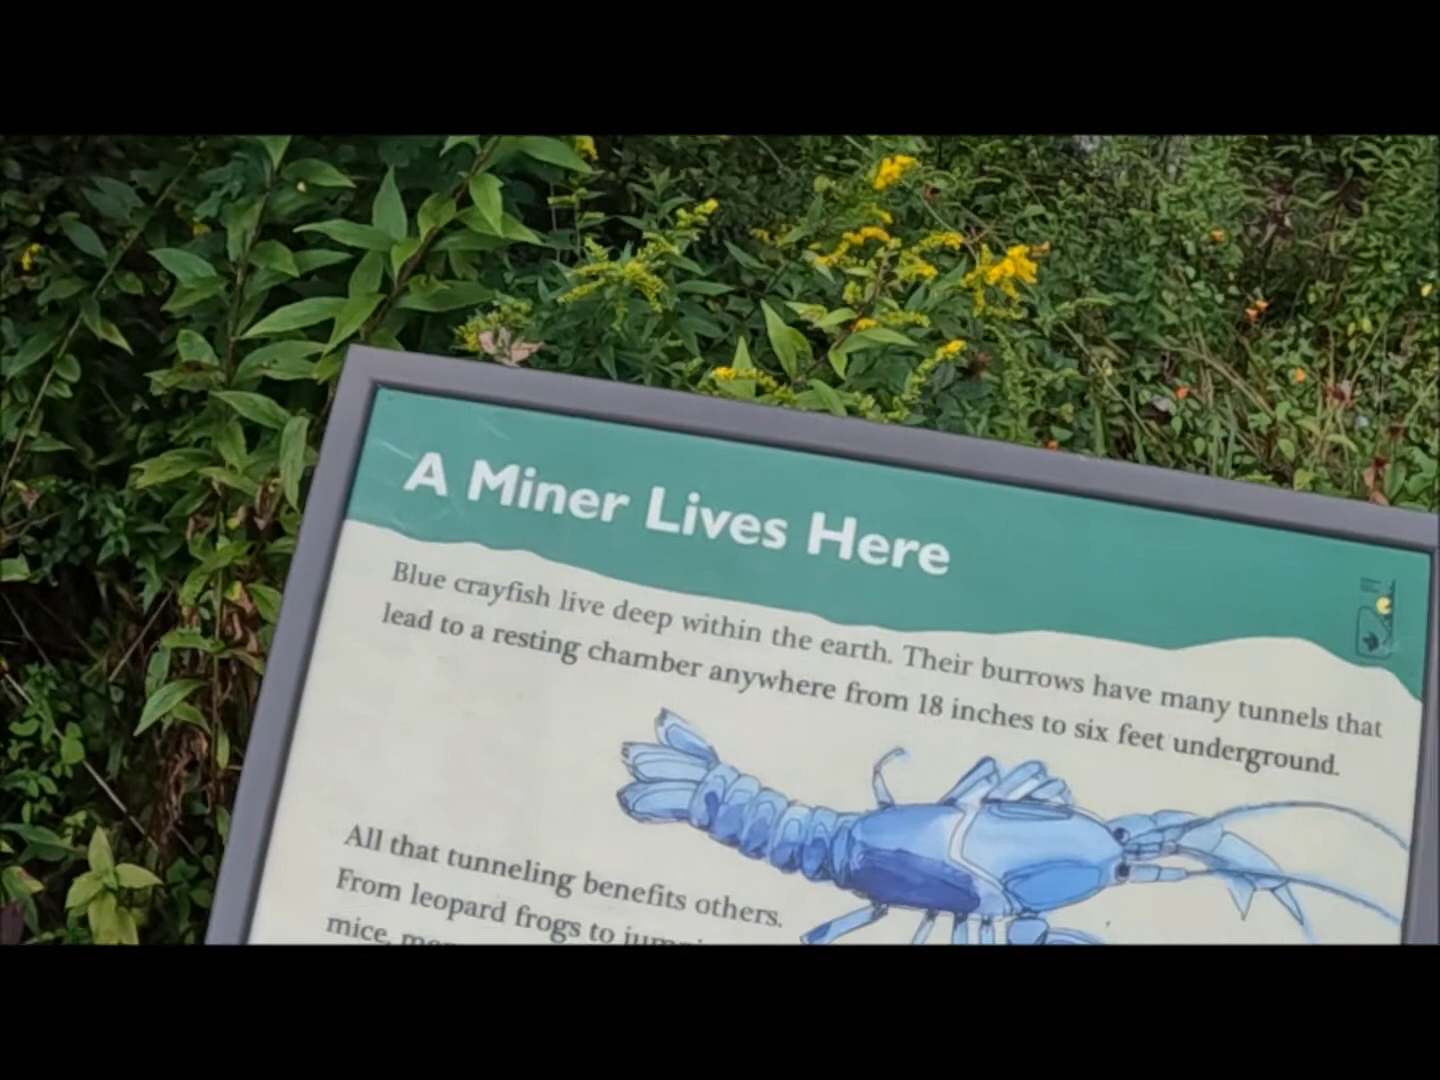 A Miner Lives Here
Blue crayfish live deep within the earth. Their burrows have many tunnels that
lead to a resting chamber anywhere from 18 inches to six feet underground.
All that tunneling benefits others.
From leopard frogs to
mice,